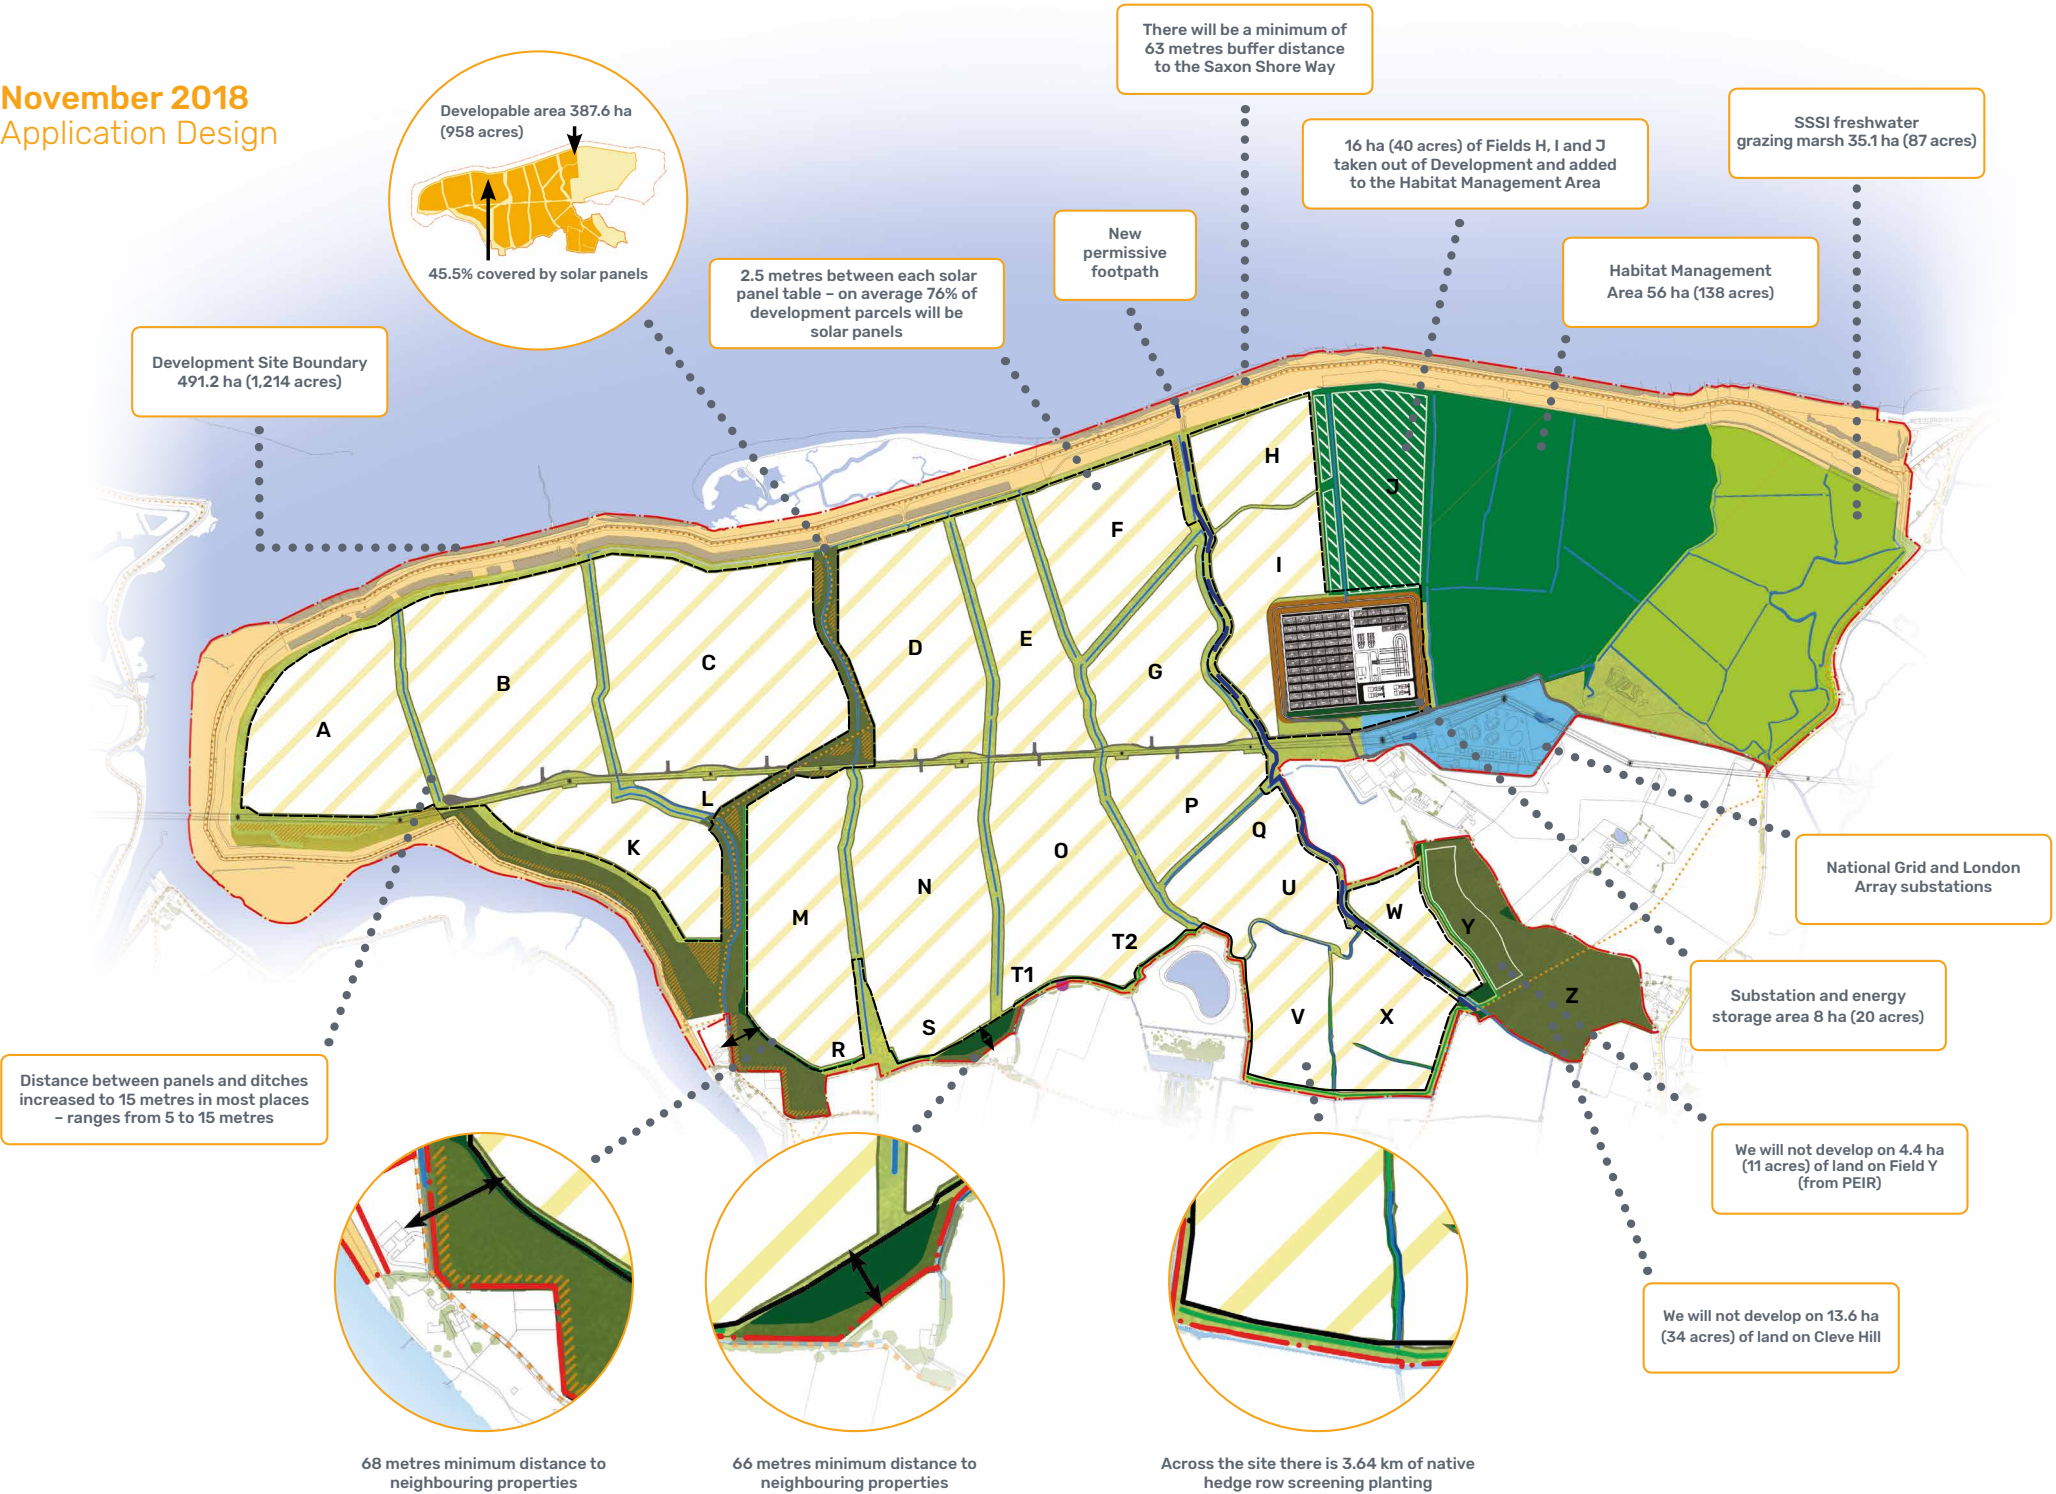 November 2018
Application Design
Developable area 387.6 ha
(958 acres)
45.5% covered by solar panels
There will be a minimum of
63 metres buffer distance
to the Saxon Shore Way
16 ha (40 acres) of Fields H, I and J
taken out of Development and added
to the Habitat Management Area
SSSI freshwater
grazing marsh 35.1 ha (87 acres)
New
permissive
footpath
Habitat Management
Area 56 ha (138 acres)
2.5 metres between each solar
panel table – on average 76% of
development parcels will be
solar panels
Development Site Boundary
491.2 ha (1,214 acres)
H
J
F
I
D
E
C
G
B
A
L
P
Q
K
O
N
U
M
W
Y
T2
T1
Z
V
X
S
R
National Grid and London
Array substations
Substation and energy
storage area 8 ha (20 acres)
Distance between panels and ditches
increased to 15 metres in most places
– ranges from 5 to 15 metres
We will not develop on 4.4 ha
(11 acres) of land on Field Y
(from PEIR)
We will not develop on 13.6 ha
(34 acres) of land on Cleve Hill
68 metres minimum distance to
neighbouring properties
66 metres minimum distance to
neighbouring properties
Across the site there is 3.64 km of native
hedge row screening planting